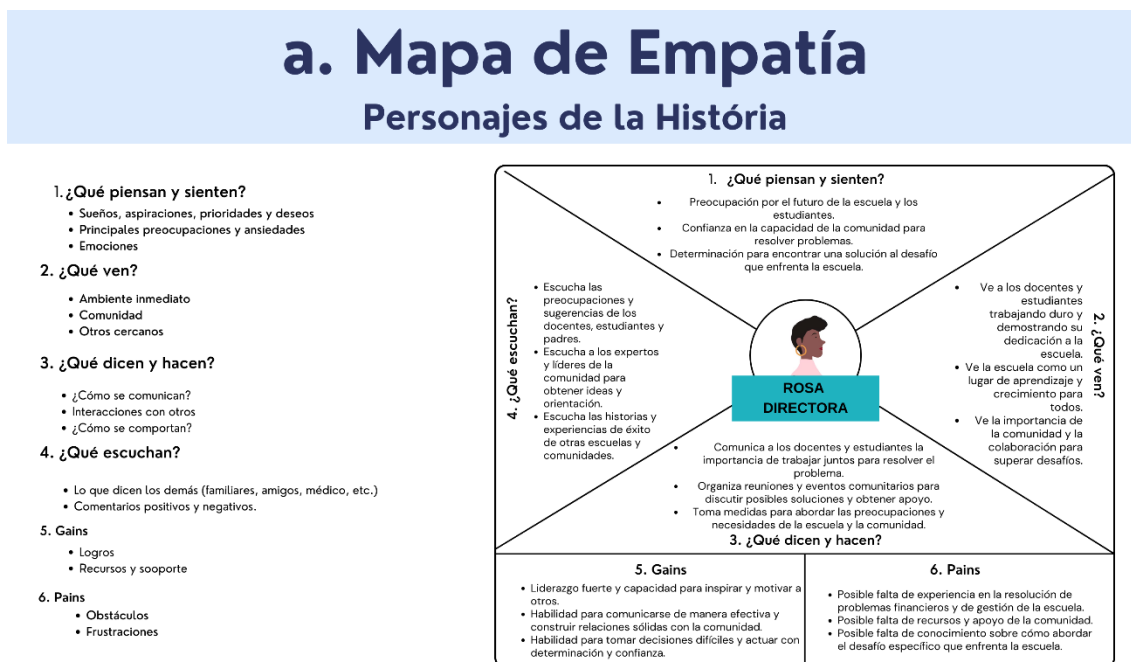 a. Mapa de Empatía
Personajes de la História
1. ¿Qué piensan y sienten?
• Sueños, aspiraciones, prioridades y deseos
• Principales preocupaciones y ansiedades
• Emociones
2. ¿Qué ven?
• Ambiente inmediato
• Comunidad
• Otros cercanos
3. ¿Qué dicen y hacen?
• ¿Cómo se comunican?
• Interacciones con otros
• ¿Cómo se comportan?
4. ¿Qué escuchan?
• Lo que dicen los demás (familiares, amigos, médico, etc.)
• Comentarios positivos y negativos.
5. Gains
• Logros
• Recursos y sooporte
6. Pains
• Obstáculos
• Frustraciones
1. ¿Qué piensan y sienten?
• Preocupación por el futuro de la escuela y los
estudiantes.
• Confianza en la capacidad de la comunidad para
resolver problemas.
• Determinación para encontrar una solución al desafío
que enfrenta la escuela.
4. ¿Qué escuchan?
• Escucha las
preocupaciones y
sugerencias de los
docentes, estudiantes y
padres.
• Escucha a los expertos
y líderes de la
comunidad para
obtener ideas y
orientación.
• Escucha las historias y
experiencias de éxito
de otras escuelas y
comunidades.
ROSA
DIRECTORA
2. ¿Qué ven?
• Ve a los docentes y
estudiantes
trabajando duro y
demostrando su
dedicación a la
escuela.
• Ve la escuela como un
lugar de aprendizaje y
crecimiento para
todos.
• Ve la importancia de
la comunidad y la
colaboración para
superar desafíos.
• Comunica a los docentes y estudiantes la
importancia de trabajar juntos para resolver el
problema.
• Organiza reuniones y eventos comunitarios para
discutir posibles soluciones y obtener apoyo.
• Toma medidas para abordar las preocupaciones y
necesidades de la escuela y la comunidad.
3. ¿Qué dicen y hacen?
5. Gains
• Liderazgo fuerte y capacidad para inspirar y motivar a
otros.
• Habilidad para comunicarse de manera efectiva y
construir relaciones sólidas con la comunidad.
• Habilidad para tomar decisiones difíciles y actuar con
determinación y confianza.
6. Pains
• Posible falta de experiencia en la resolución de
problemas financieros y de gestión de la escuela.
• Posible falta de recursos y apoyo de la comunidad.
• Posible falta de conocimiento sobre cómo abordar
el desafío específico que enfrenta la escuela.